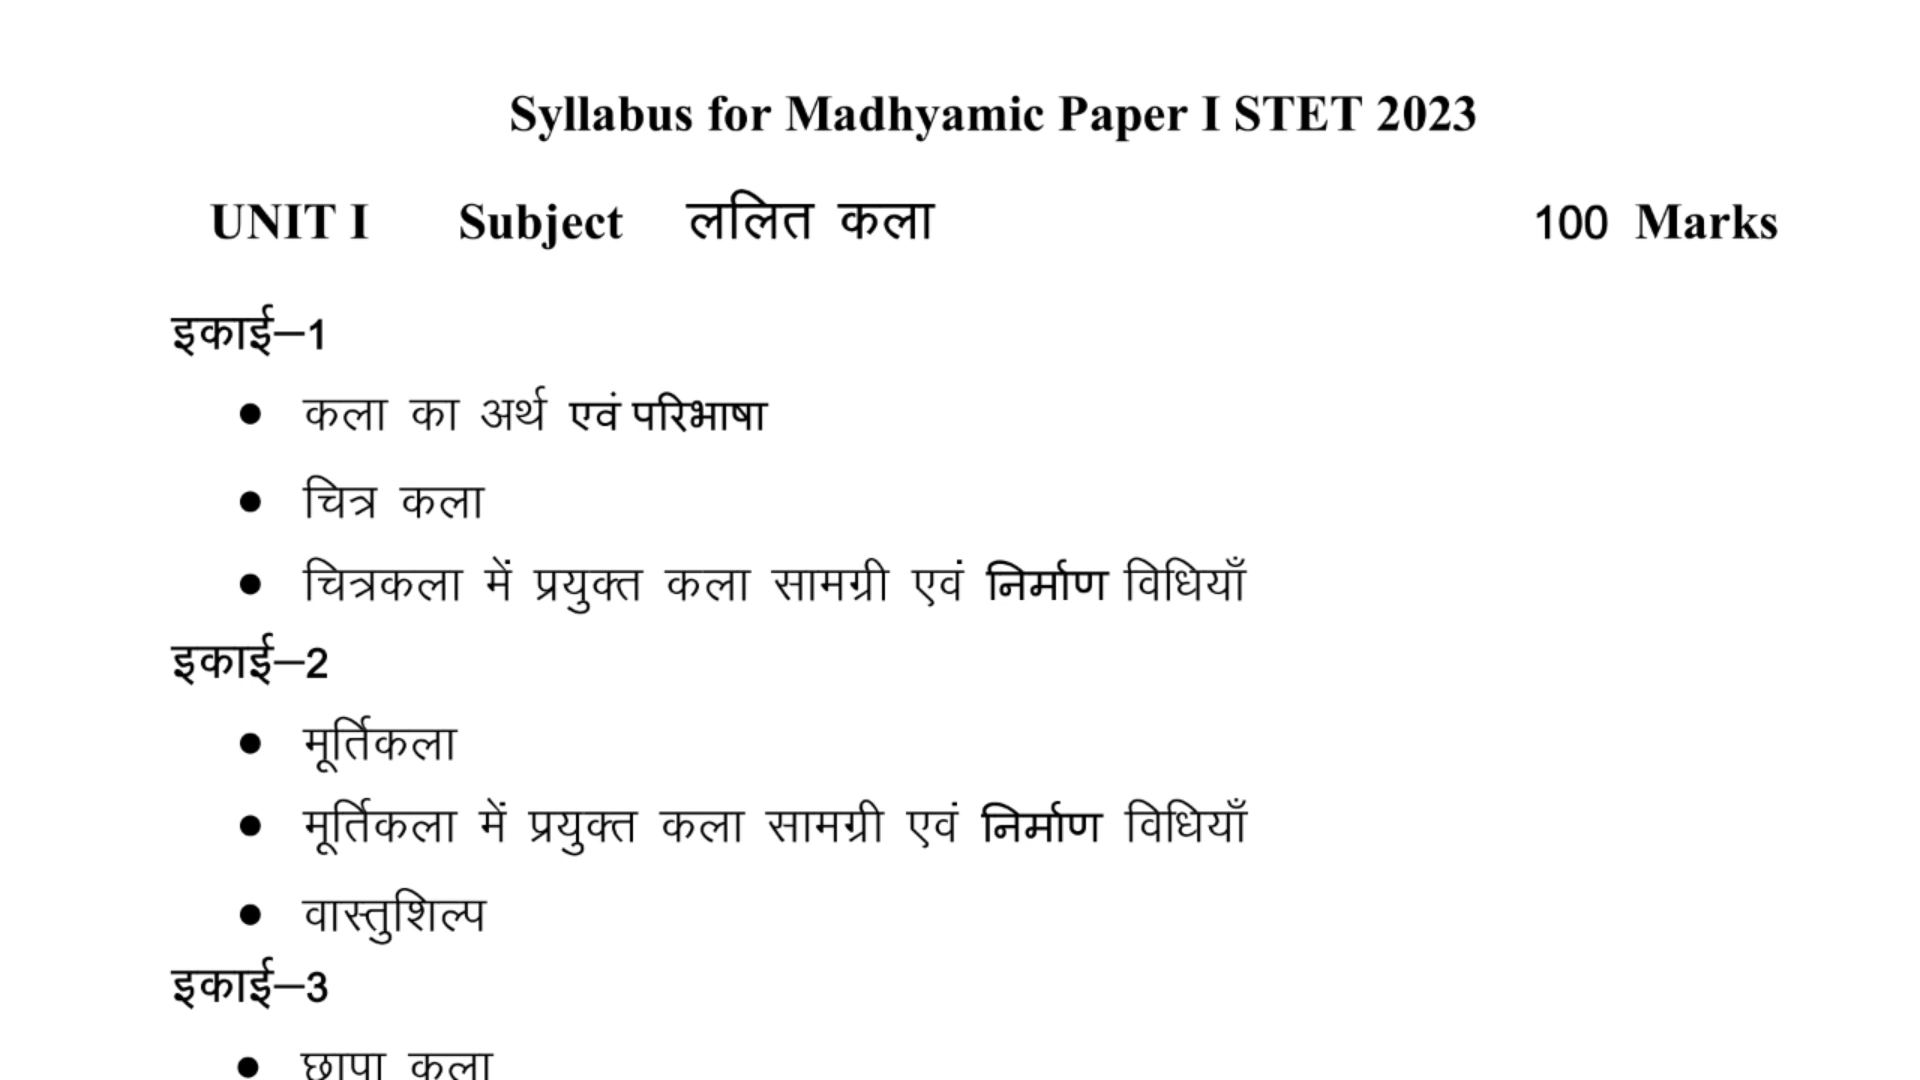 Syllabus for Madhyamic Paper I STET 2023
UNIT I Subject ललित कला 100 Marks
इकाई–1
● कला का अर्थ एवं परिभाषा
● चित्र कला
● चित्रकला में प्रयुक्त कला सामग्री एवं निर्माण विधियाँ
इकाई–2
● मूर्तिकला
● मूर्तिकला में प्रयुक्त कला सामग्री एवं निर्माण विधियाँ
● वास्तुशिल्प
इकाई–3
● छापा कला